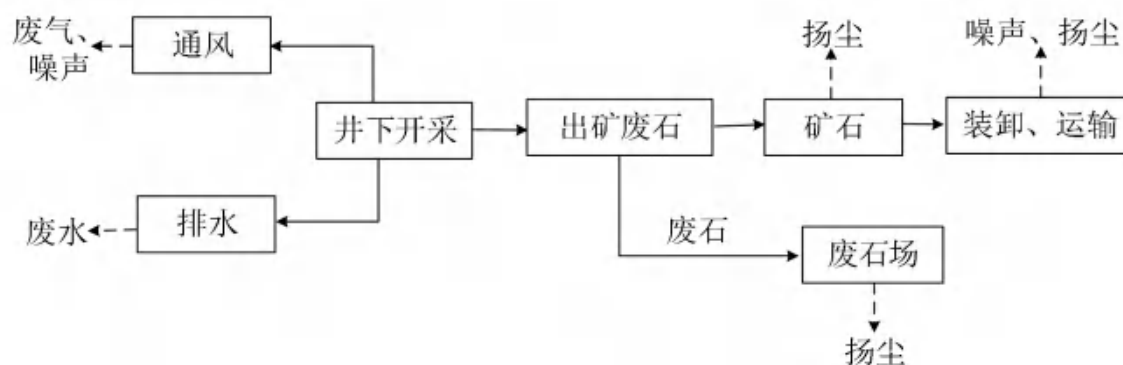 废气、
噪声
通风
扬尘
噪声、扬尘
井下开采
出矿废石
矿石
装卸、运输
废水
排水
废石
废石场
扬尘